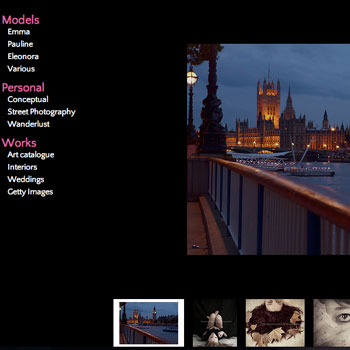 Models
Emma
Pauline
Eleonora
Various
Personal
Conceptual
Street Photography
Wanderlust
Works
Art catalogue
Interiors
Weddings
Getty Images